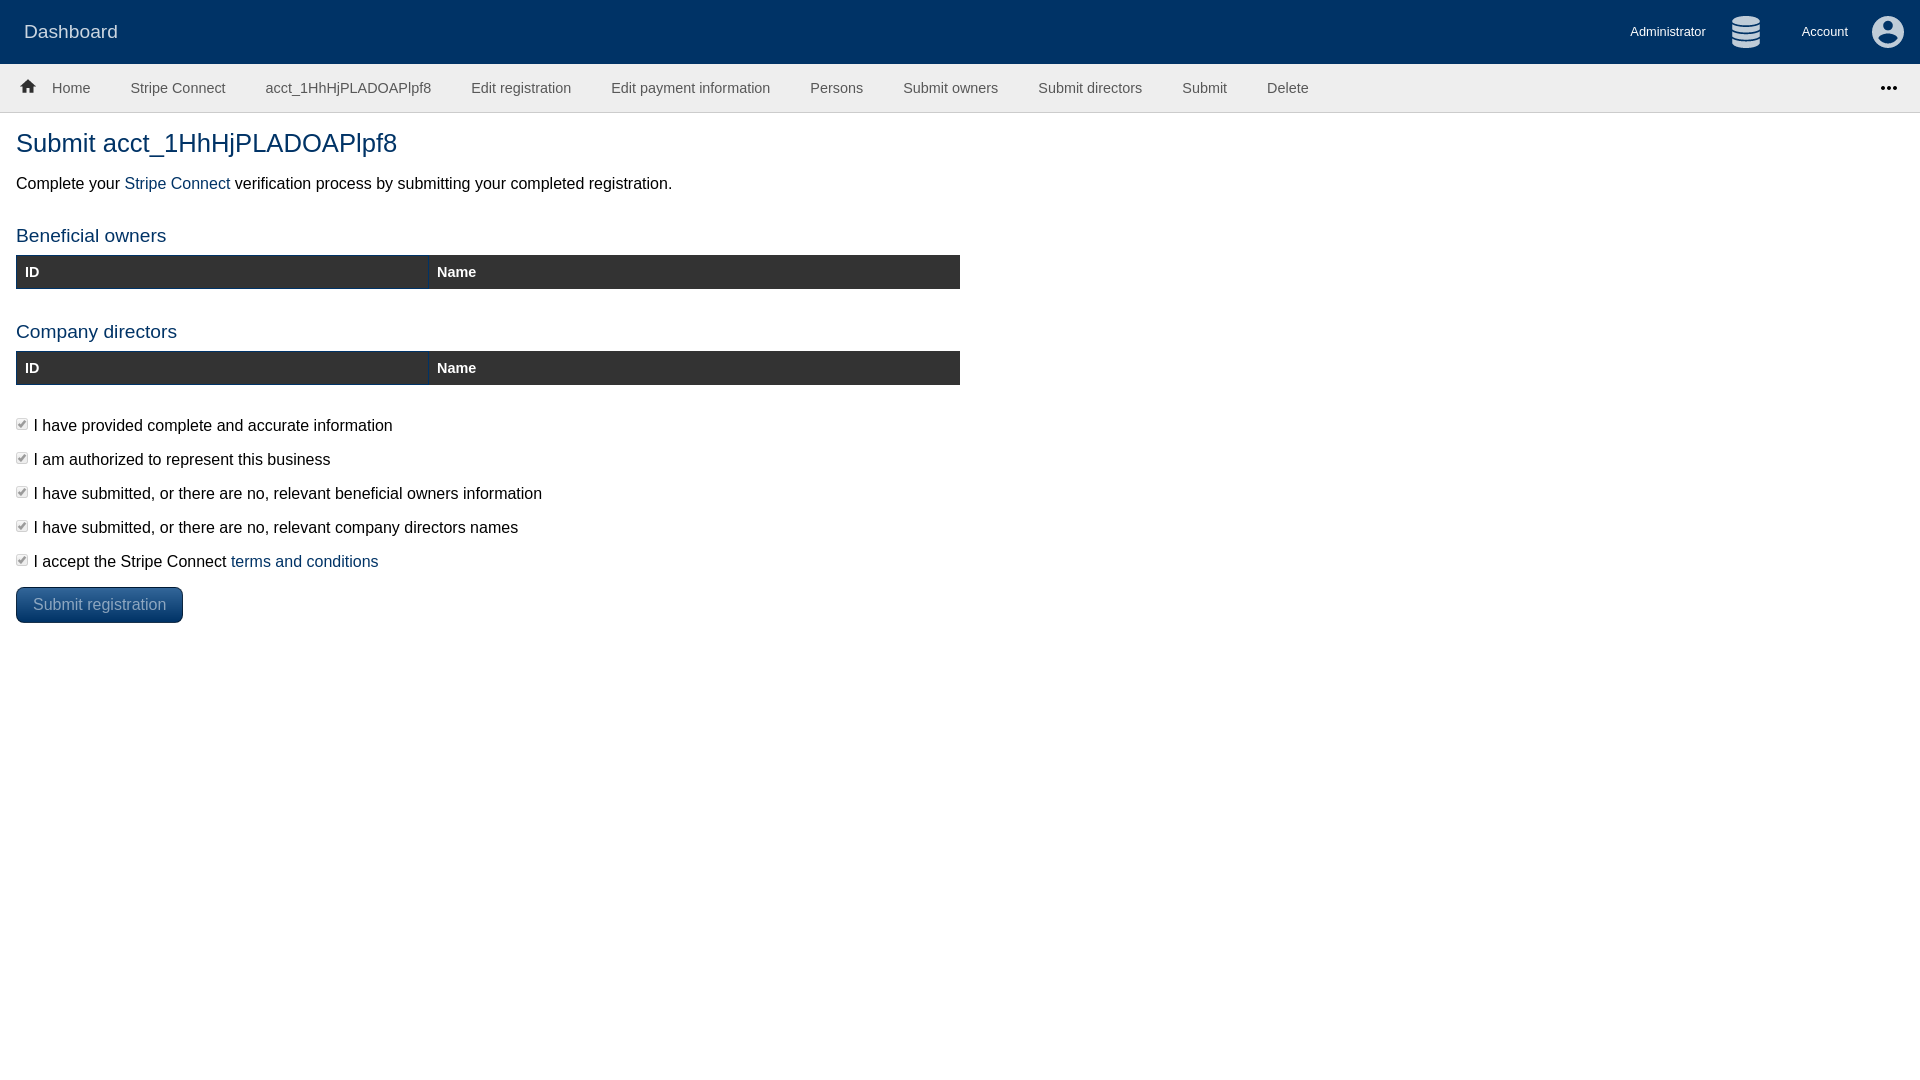 Dashboard
Administrator
Account
Home
Stripe Connect
acct_1HhHjPLADOAPlpf8
Edit registration
Edit payment information
Persons
Submit owners
Submit directors
Submit
Delete
Submit acct_1HhHjPLADOAPlpf8
Complete your Stripe Connect verification process by submitting your completed registration.
Beneficial owners
ID Name
Company directors
ID Name
I have provided complete and accurate information
I am authorized to represent this business
I have submitted, or there are no, relevant beneficial owners information
I have submitted, or there are no, relevant company directors names
I accept the Stripe Connect terms and conditions
Submit registration